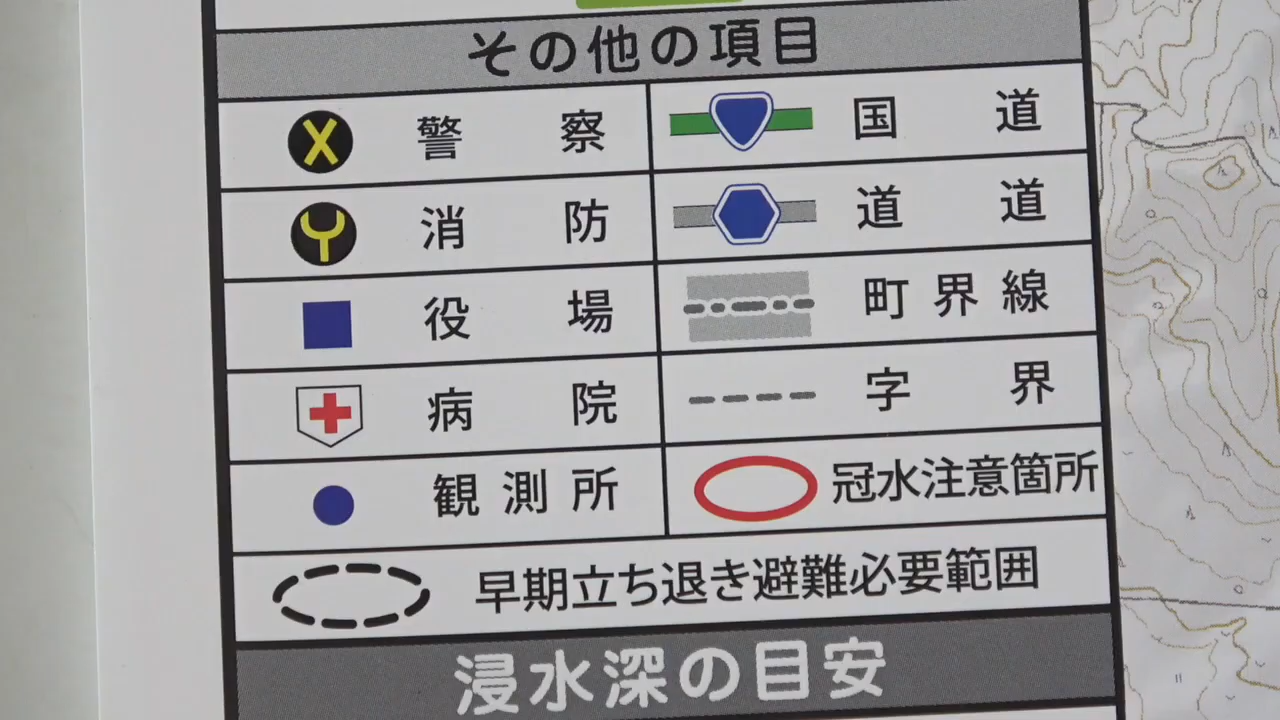 その他の項目
警察
国道
消防
道道
役場
町界線
病院
字界
観測所
冠水注意箇所
早期立ち退き避難必要範囲
浸水深の目安